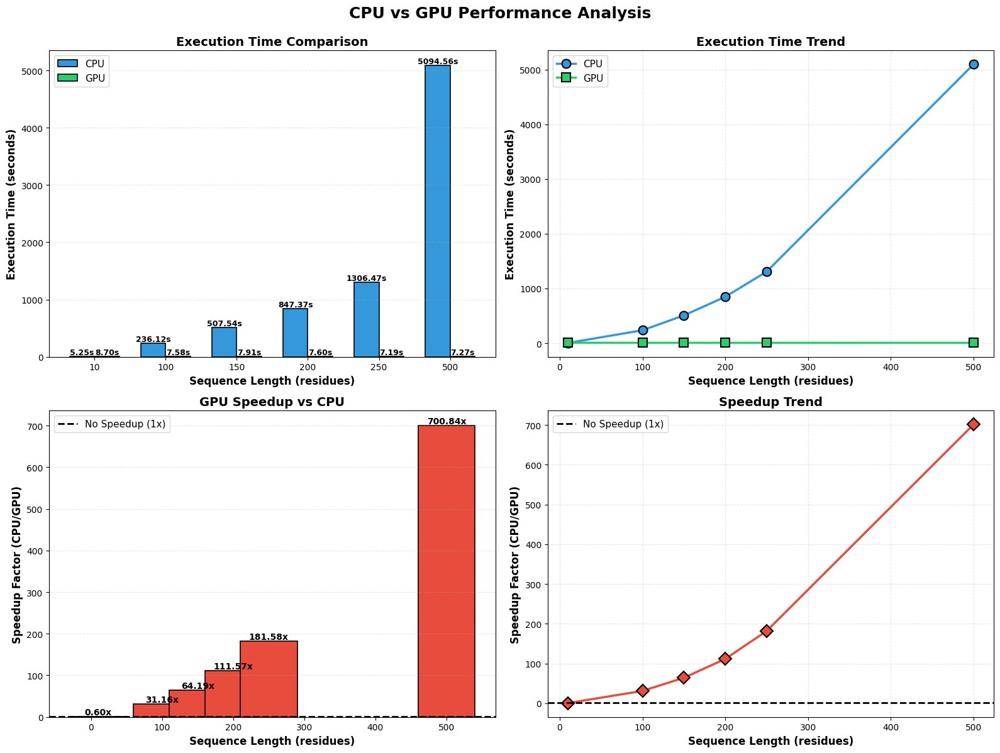 CPU vs GPU Performance Analysis
Execution Time Comparison
CPU
GPU
5.25s
8.70s
236.12s
7.58s
507.54s
7.91s
847.37s
7.60s
1306.47s
7.19s
5094.56s
7.27s
Execution Time (seconds)
5000
4000
3000
2000
1000
0
10 100 150 200 250 500
Sequence Length (residues)
Execution Time Trend
CPU
GPU
Execution Time (seconds)
5000
4000
3000
2000
1000
0
0 100 200 300 400 500
Sequence Length (residues)
GPU Speedup vs CPU
No Speedup (1x)
0.60x
31.16x
64.19x
111.57x
181.58x
700.84x
Speedup Factor (CPU/GPU)
700
600
500
400
300
200
100
0
0 100 200 300 400 500
Sequence Length (residues)
Speedup Trend
No Speedup (1x)
Speedup Factor (CPU/GPU)
700
600
500
400
300
200
100
0
0 100 200 300 400 500
Sequence Length (residues)